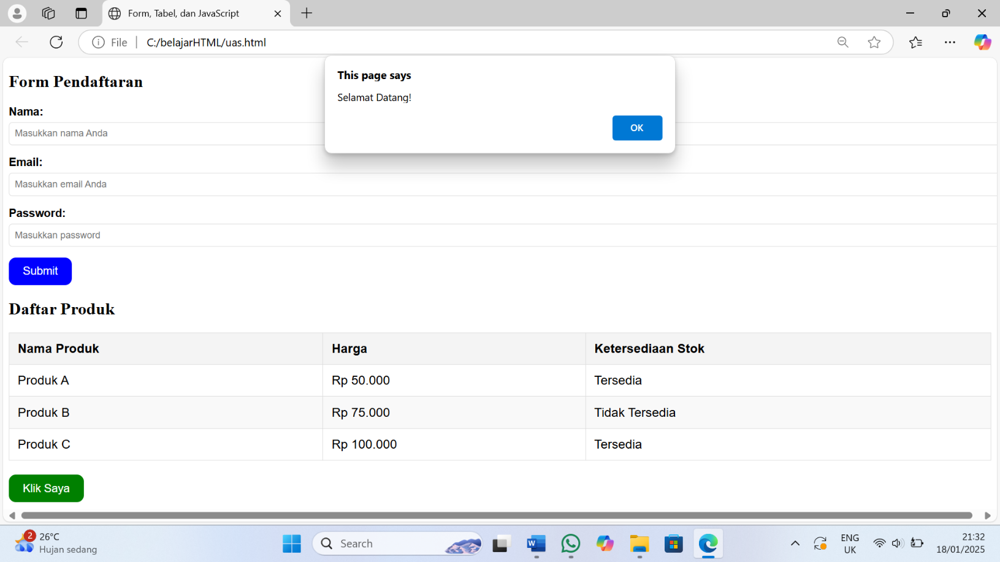 Form, Tabel, dan JavaScript
File C:/belajarHTML/uas.html
This page says
Selamat Datang!
OK
Form Pendaftaran
Nama:
Masukkan nama Anda
Email:
Masukkan email Anda
Password:
Masukkan password
Submit
Daftar Produk
Nama Produk Harga Ketersediaan Stok
Produk A Rp 50.000 Tersedia
Produk B Rp 75.000 Tidak Tersedia
Produk C Rp 100.000 Tersedia
Klik Saya
2
26°C
Hujan sedang
Search
W
ENG
UK
21:32
18/01/2025